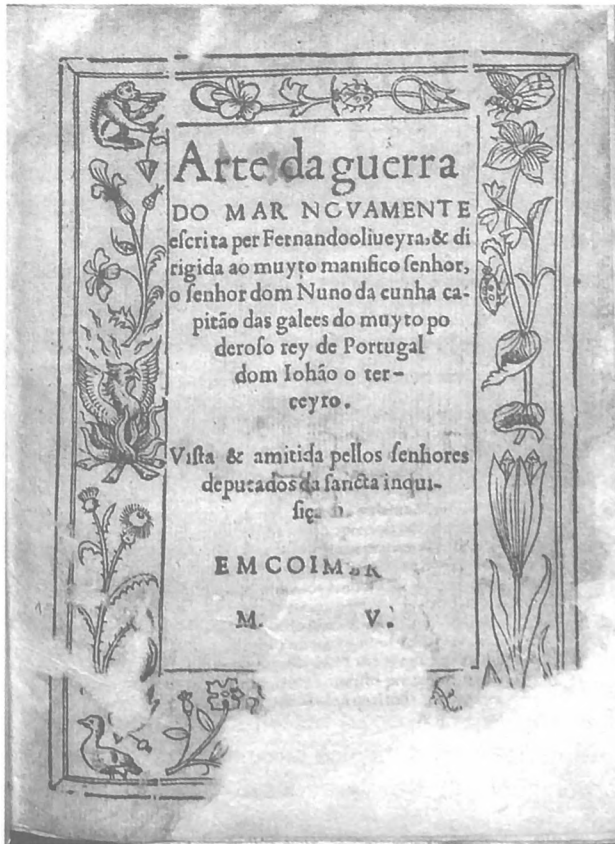 Arte da guerra
DO MAR NOVAMENTE
eſcrita per Fernandooliueyra, & di
rigida ao muyto manifico ſenhor,
o ſenhor dom Nuno da cunha ca-
pitão das galees do muyto po
deroſo rey de Portugal
dom Iohão o ter-
ceyro.
Viſta & amitida pellos ſenhores
deputados da ſancta inqui-
EM COIM
M. V.